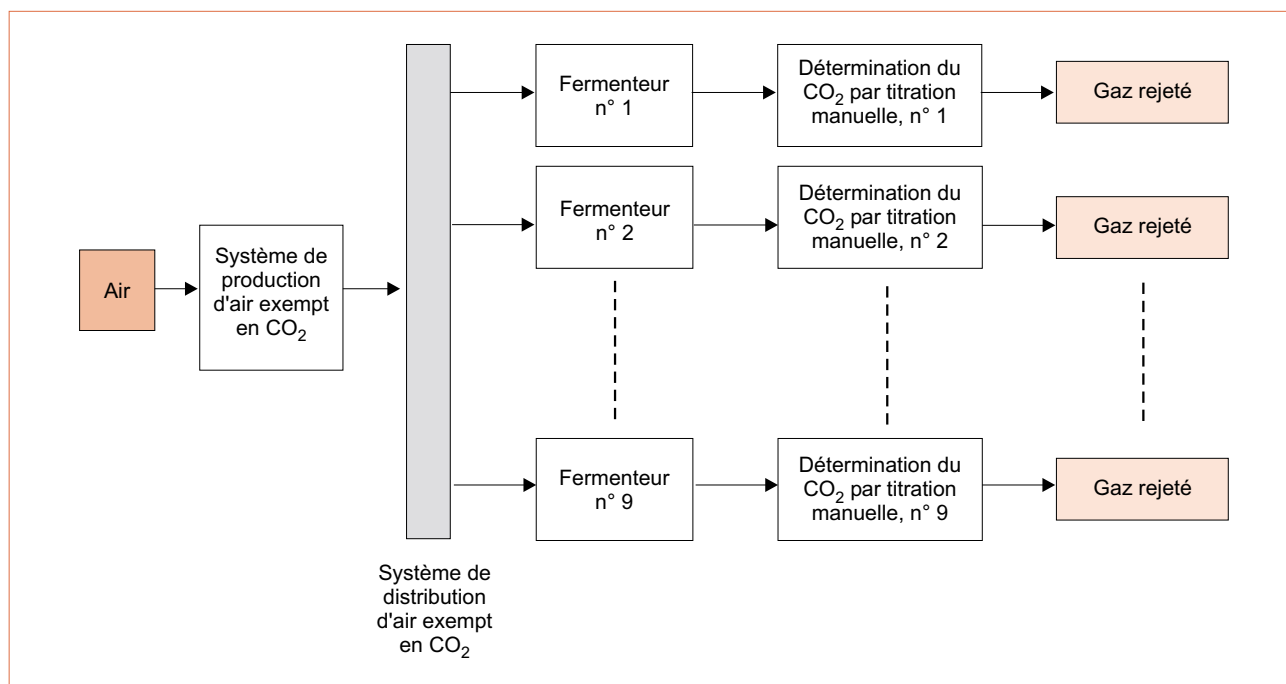 Air
Système de
production
d'air exempt
en CO2
Système de
distribution
d'air exempt
en CO2
Fermenteur
n° 1
Détermination du
CO2 par titration
manuelle, n° 1
Gaz rejeté
Fermenteur
n° 2
Détermination du
CO2 par titration
manuelle, n° 2
Gaz rejeté
Fermenteur
n° 9
Détermination du
CO2 par titration
manuelle, n° 9
Gaz rejeté